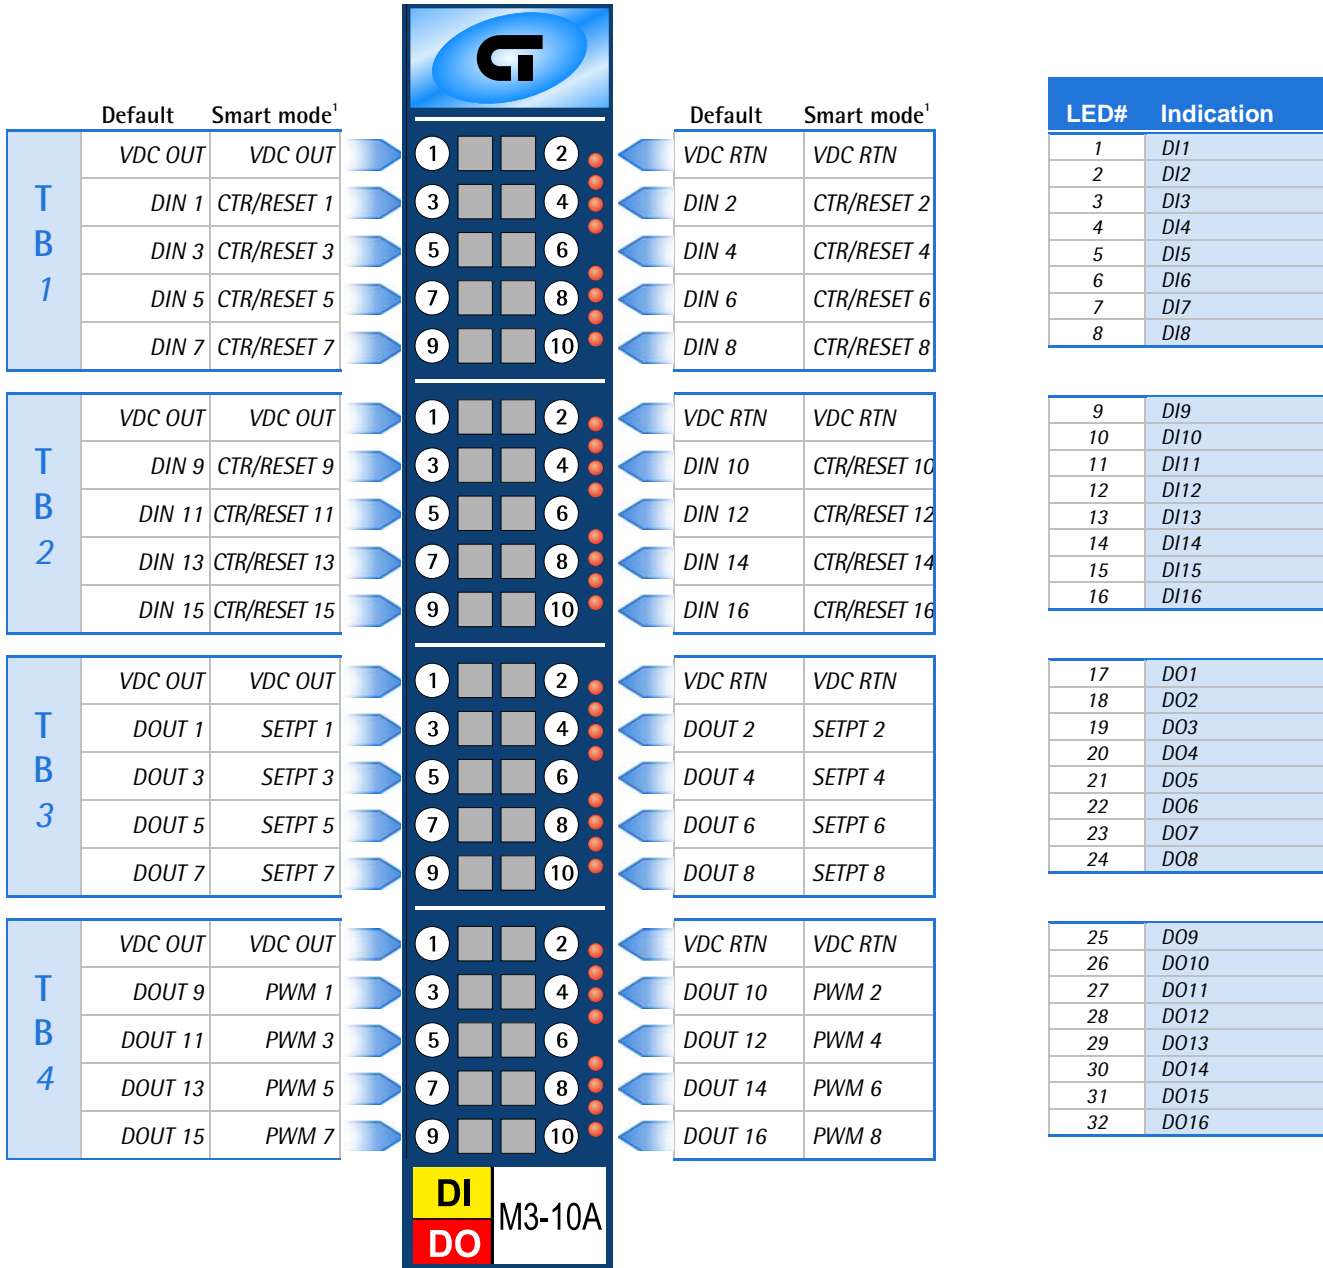 CT
Default Smart mode¹ Default Smart mode¹ LED# Indication
TB1
VDC OUT VDC OUT 1 2 VDC RTN VDC RTN
DIN 1 CTR/RESET 1 3 4 DIN 2 CTR/RESET 2
DIN 3 CTR/RESET 3 5 6 DIN 4 CTR/RESET 4
DIN 5 CTR/RESET 5 7 8 DIN 6 CTR/RESET 6
DIN 7 CTR/RESET 7 9 10 DIN 8 CTR/RESET 8
1 DI1
2 DI2
3 DI3
4 DI4
5 DI5
6 DI6
7 DI7
8 DI8
TB2
VDC OUT VDC OUT 1 2 VDC RTN VDC RTN
DIN 9 CTR/RESET 9 3 4 DIN 10 CTR/RESET 10
DIN 11 CTR/RESET 11 5 6 DIN 12 CTR/RESET 12
DIN 13 CTR/RESET 13 7 8 DIN 14 CTR/RESET 14
DIN 15 CTR/RESET 15 9 10 DIN 16 CTR/RESET 16
9 DI9
10 DI10
11 DI11
12 DI12
13 DI13
14 DI14
15 DI15
16 DI16
TB3
VDC OUT VDC OUT 1 2 VDC RTN VDC RTN
DOUT 1 SETPT 1 3 4 DOUT 2 SETPT 2
DOUT 3 SETPT 3 5 6 DOUT 4 SETPT 4
DOUT 5 SETPT 5 7 8 DOUT 6 SETPT 6
DOUT 7 SETPT 7 9 10 DOUT 8 SETPT 8
17 DO1
18 DO2
19 DO3
20 DO4
21 DO5
22 DO6
23 DO7
24 DO8
TB4
VDC OUT VDC OUT 1 2 VDC RTN VDC RTN
DOUT 9 PWM 1 3 4 DOUT 10 PWM 2
DOUT 11 PWM 3 5 6 DOUT 12 PWM 4
DOUT 13 PWM 5 7 8 DOUT 14 PWM 6
DOUT 15 PWM 7 9 10 DOUT 16 PWM 8
25 DO9
26 DO10
27 DO11
28 DO12
29 DO13
30 DO14
31 DO15
32 DO16
DI
DO
M3-10A